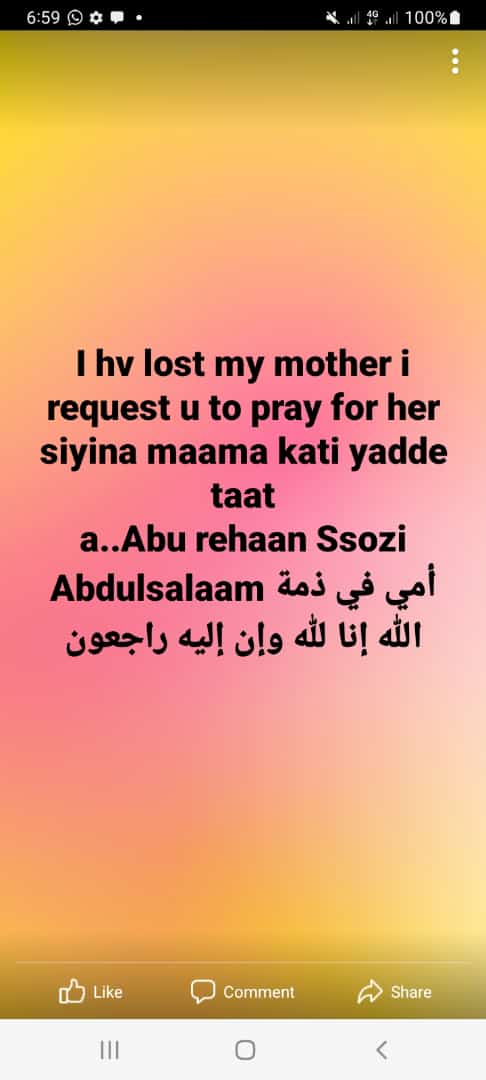 6:59 4G 100%
I hv lost my mother i
request u to pray for her
siyina maama kati yadde
taat
a..Abu rehaan Ssozi
Abdulsalaam أمي في ذمة
الله إنا لله وإن إليه راجعون
Like Comment Share